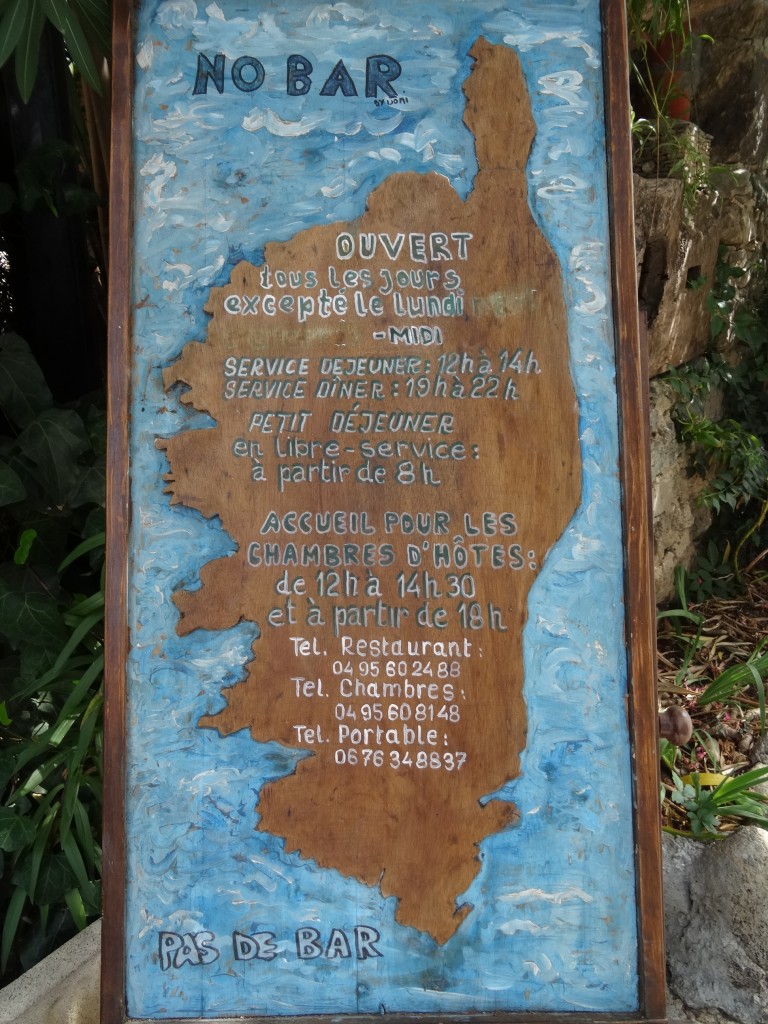 NO BAR
OUVERT
tous les jours
excepté le lundi
-MIDI
SERVICE DEJEUNER: 12h à 14h
SERVICE DÎNER: 19h à 22h
PETIT DÉJEUNER
en libre-service:
à partir de 8h
ACCUEIL POUR LES
CHAMBRES D'HÔTES:
de 12h à 14h30
et à partir de 18h
Tel. Restaurant:
04 95 60 24 88
Tel. Chambres:
04 95 60 81 48
Tel. Portable:
06 76 34 88 37
PAS DE BAR